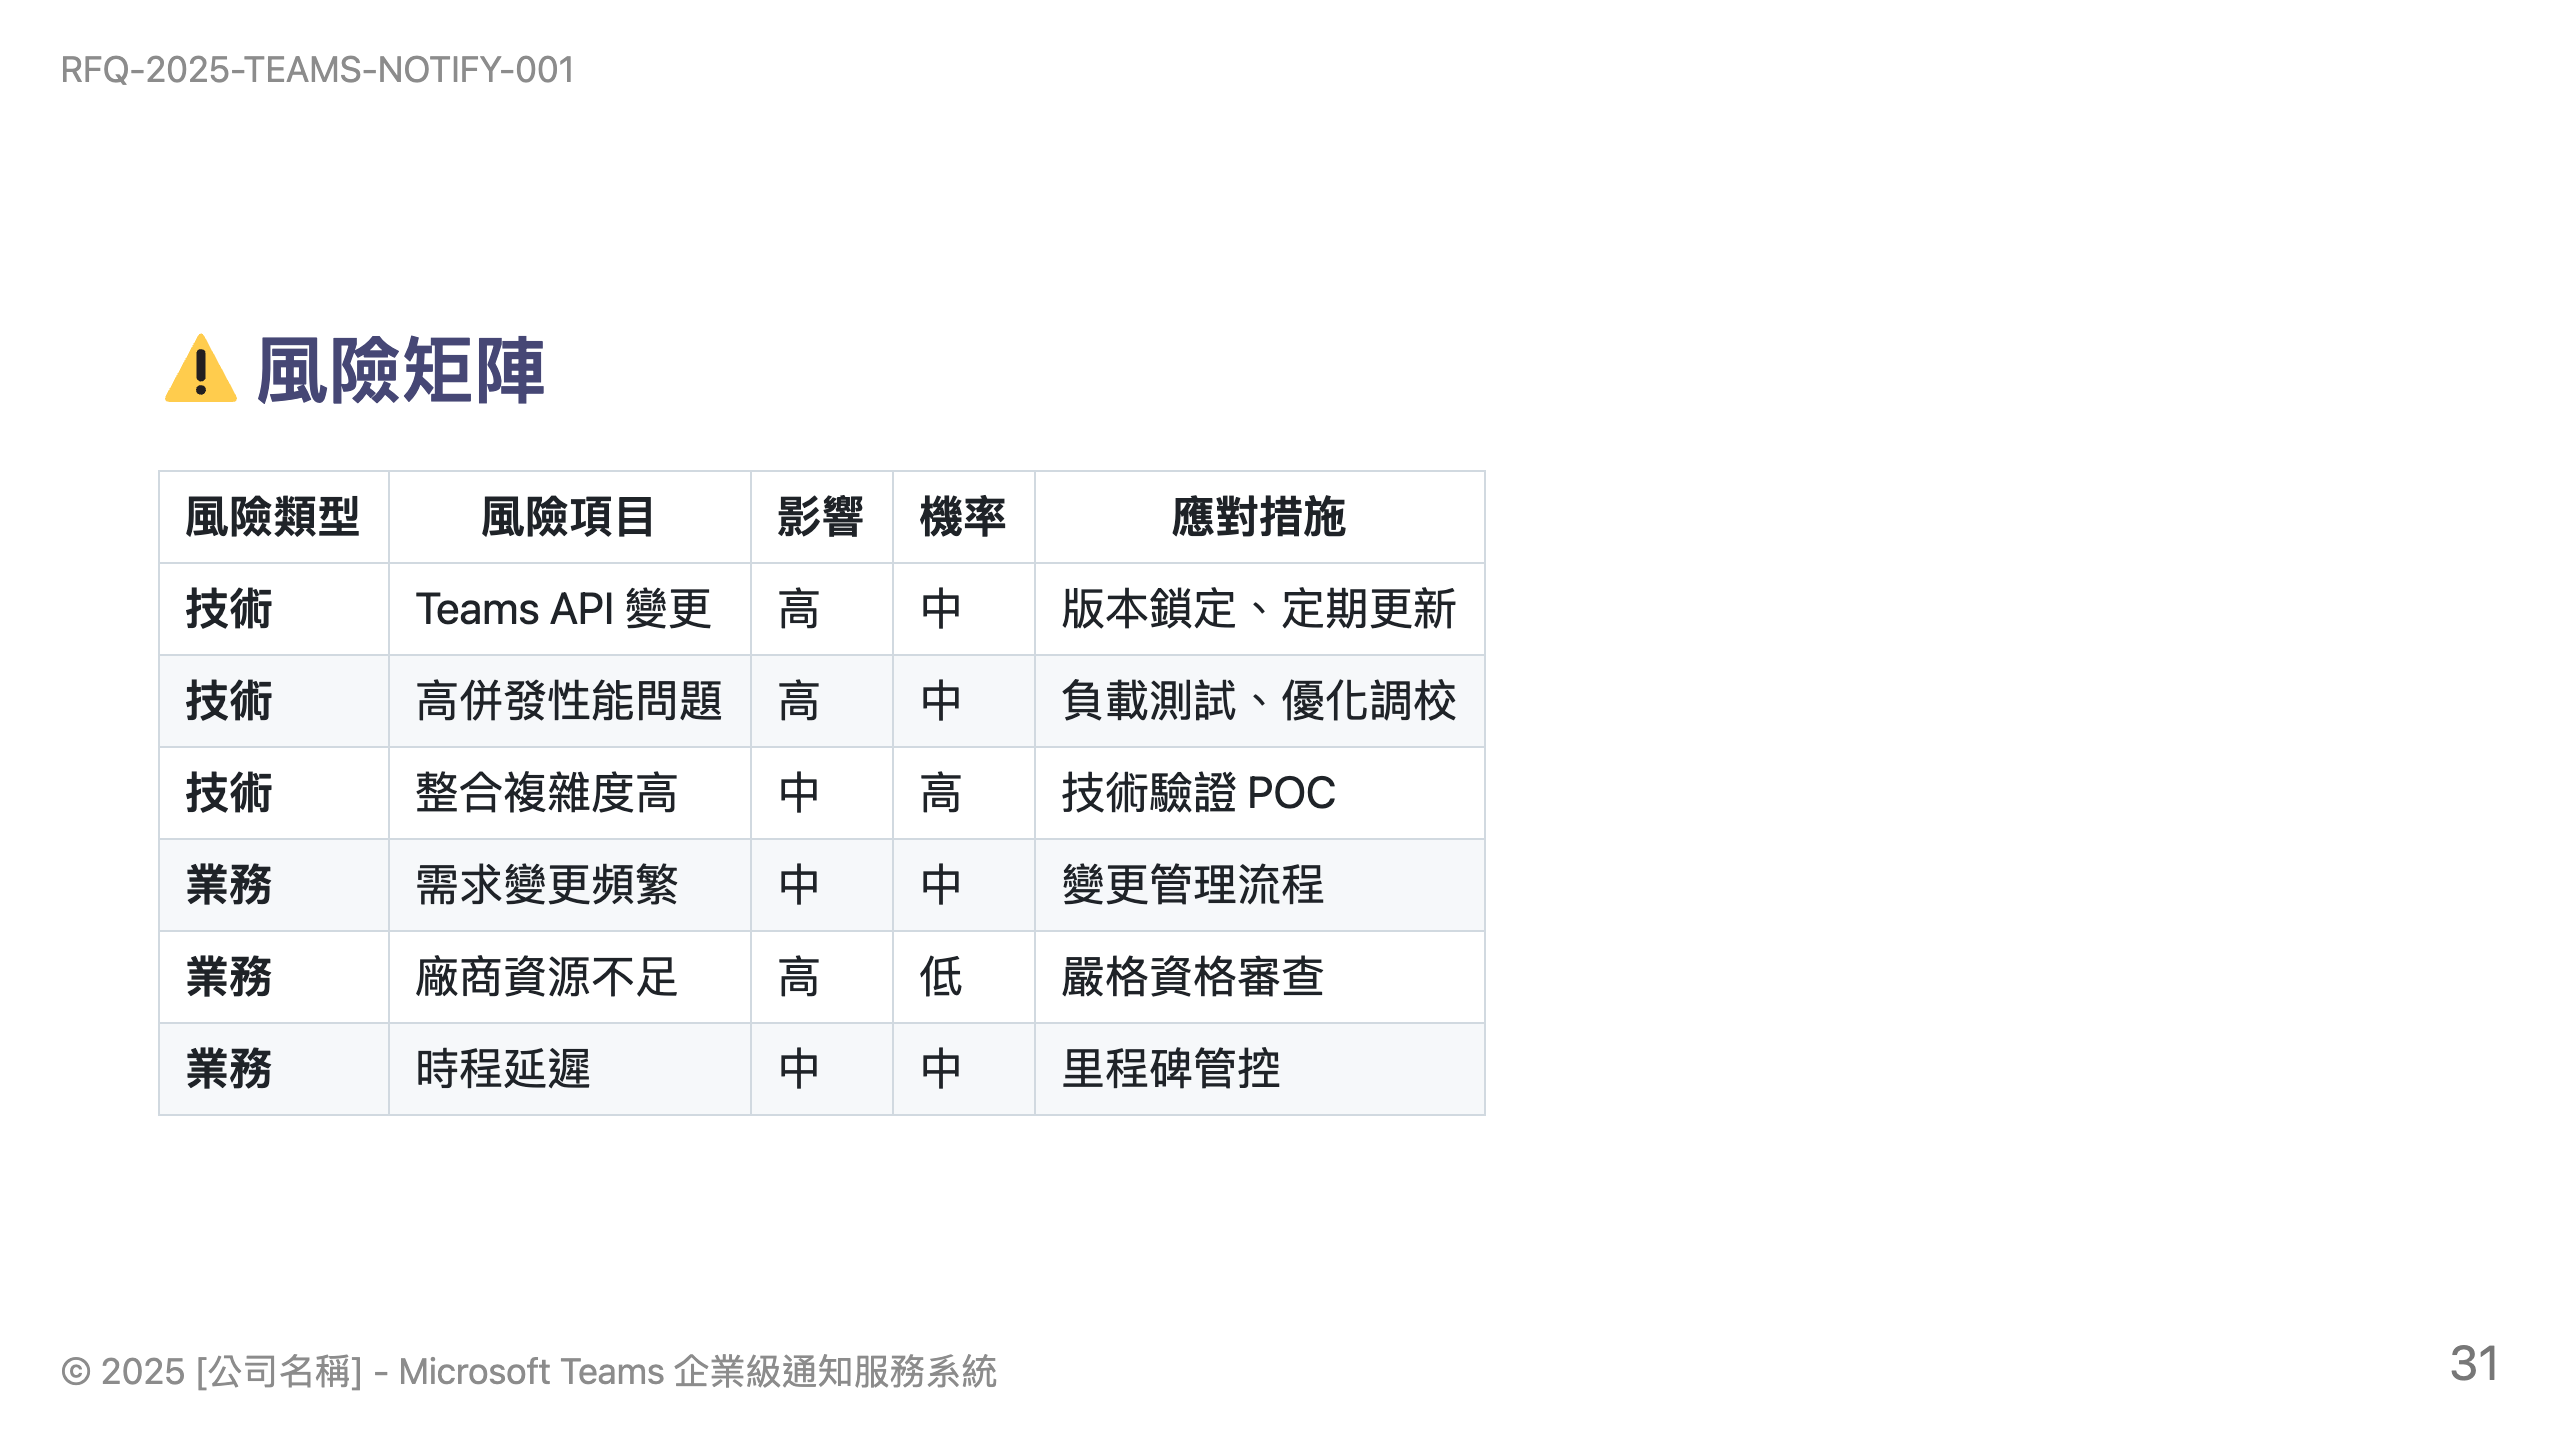 RFQ-2025-TEAMS-NOTIFY-001
⚠️ 風險矩陣
風險類型 風險項目 影響 機率 應對措施
技術 Teams API 變更 高 中 版本鎖定、定期更新
技術 高併發性能問題 高 中 負載測試、優化調校
技術 整合複雜度高 中 高 技術驗證 POC
業務 需求變更頻繁 中 中 變更管理流程
業務 廠商資源不足 高 低 嚴格資格審查
業務 時程延遲 中 中 里程碑管控
© 2025 [公司名稱] - Microsoft Teams 企業級通知服務系統
31